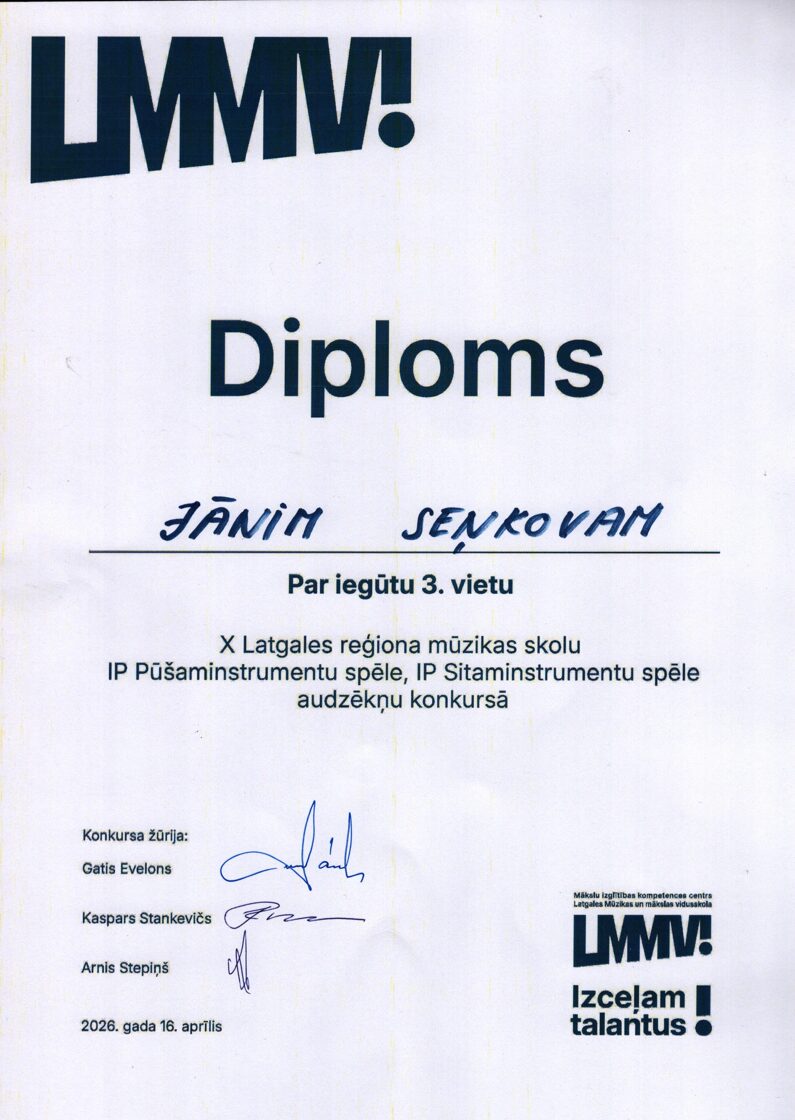 LMMV!
Diploms
JĀNIM SEŅKOVAM
Par iegūtu 3. vietu
X Latgales reģiona mūzikas skolu
IP Pūšaminstrumentu spēle, IP Sitaminstrumentu spēle
audzēkņu konkursā
Konkursa žūrija:
Gatis Evelons
Kaspars Stankevičs
Arnis Stepiņš
2026. gada 16. aprīlis
Mākslu izglītības kompetences centrs
Latgales Mūzikas un mākslas vidusskola
LMMV!
Izceļam
talantus!